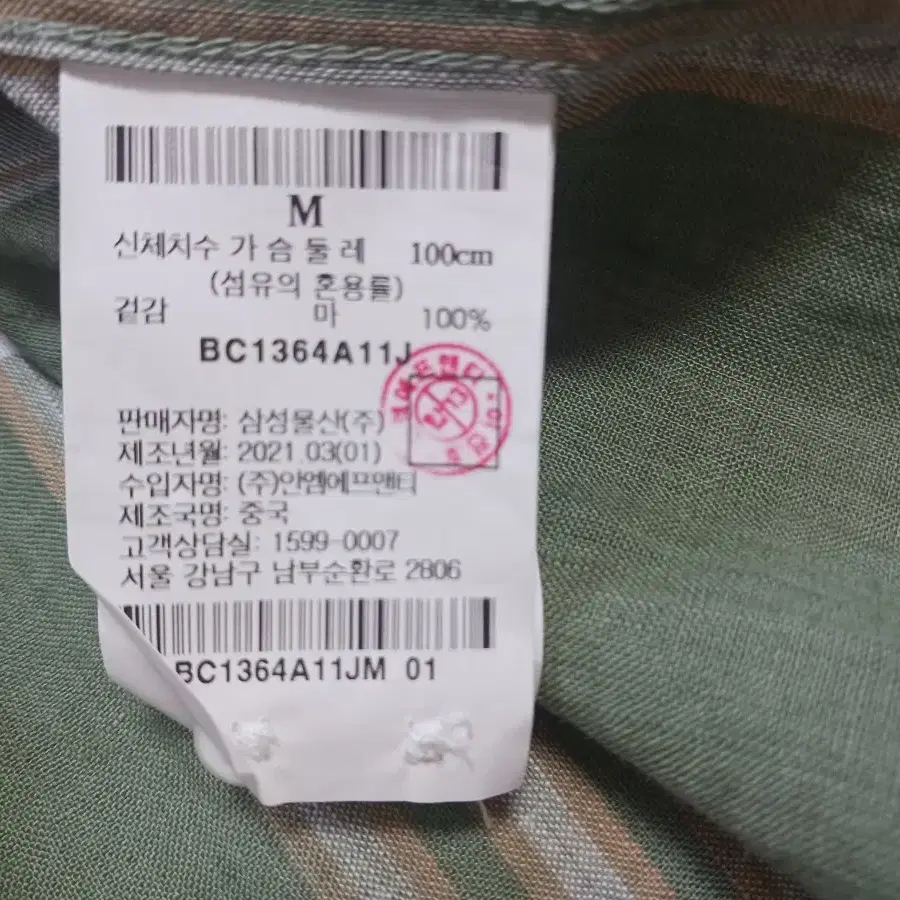 M
신체치수 가 슴 둘 레 100cm
(섬유의 혼용률)
겉감 마 100%
BC1364A11J
판매자명: 삼성물산(주)
제조년월: 2021.03(01)
수입자명: (주)안엠에프앤티
제조국명: 중국
고객상담실: 1599-0007
서울 강남구 남부순환로 2806
BC1364A11JM 01